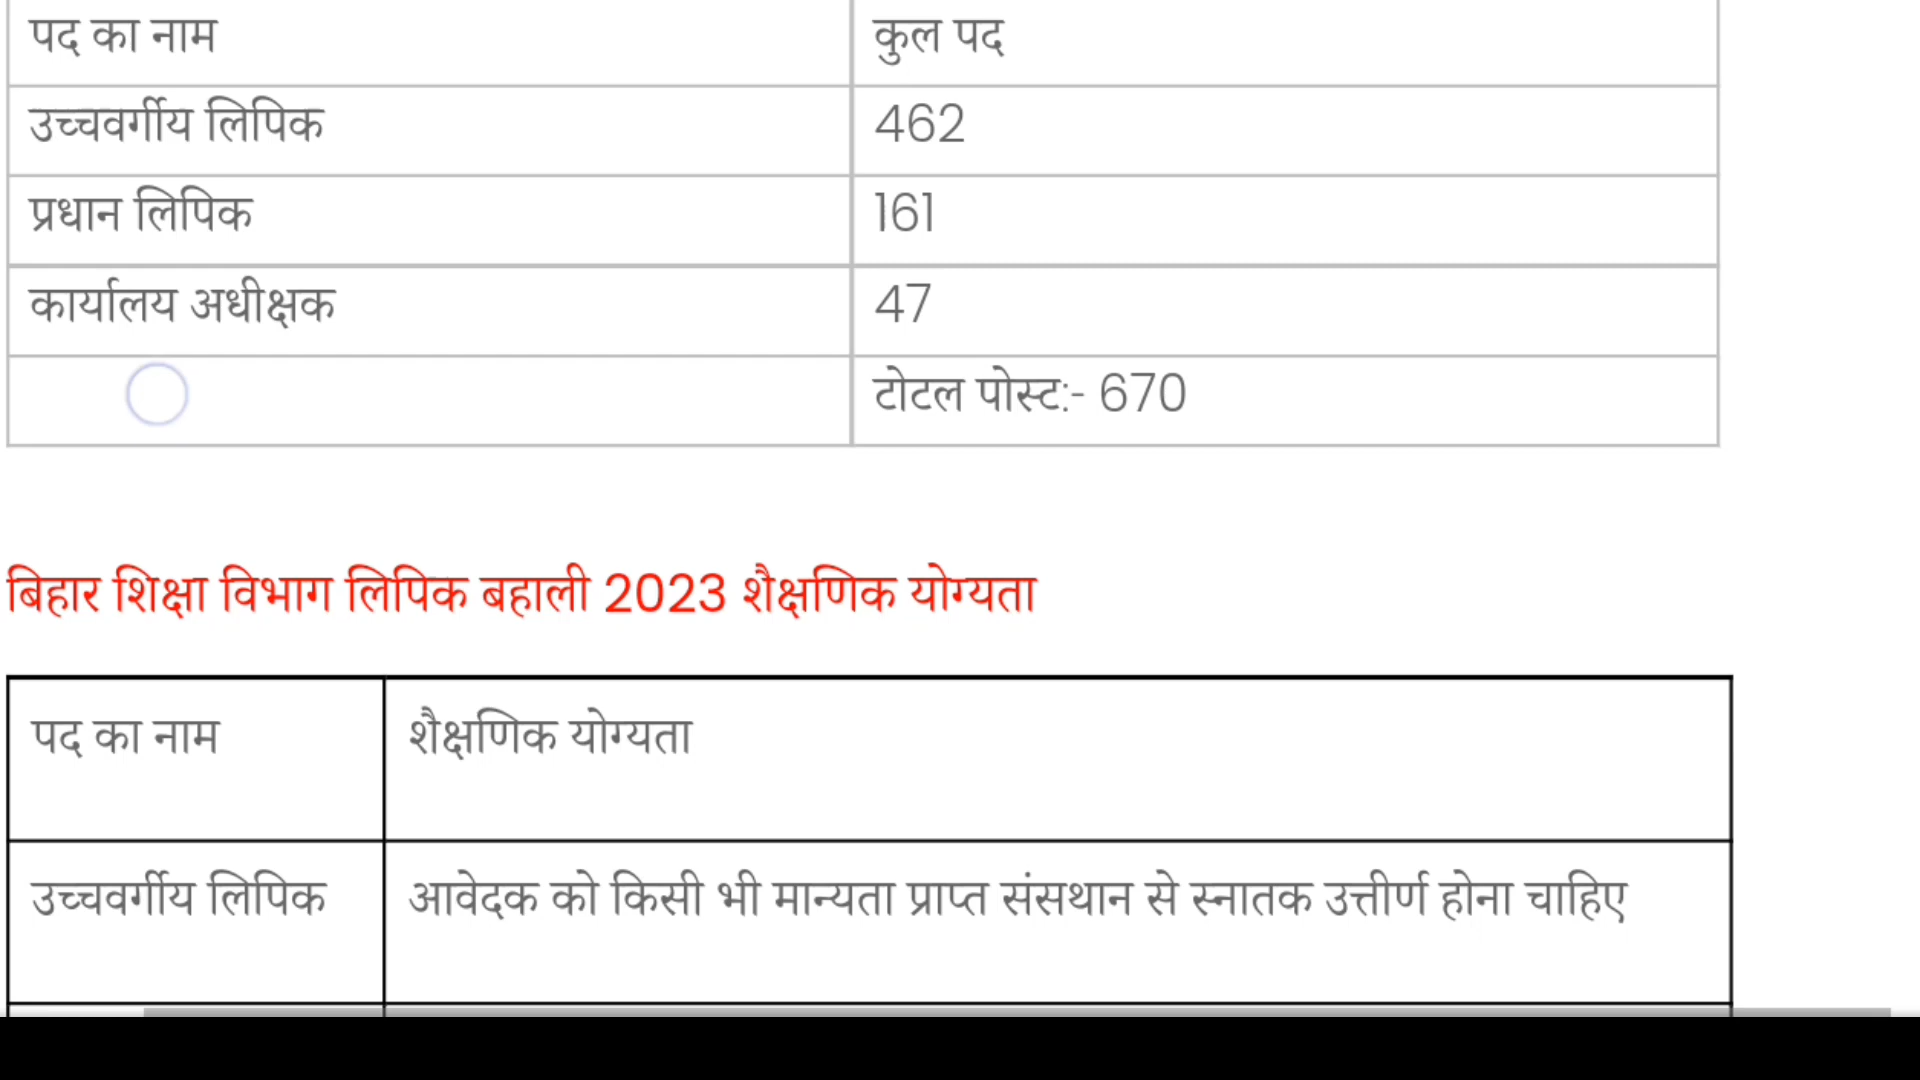 पद का नाम कुल पद
उच्चवर्गीय लिपिक 462
प्रधान लिपिक 161
कार्यालय अधीक्षक 47
टोटल पोस्ट:- 670
बिहार शिक्षा विभाग लिपिक बहाली 2023 शैक्षणिक योग्यता
पद का नाम शैक्षणिक योग्यता
उच्चवर्गीय लिपिक आवेदक को किसी भी मान्यता प्राप्त संसथान से स्नातक उत्तीर्ण होना चाहिए